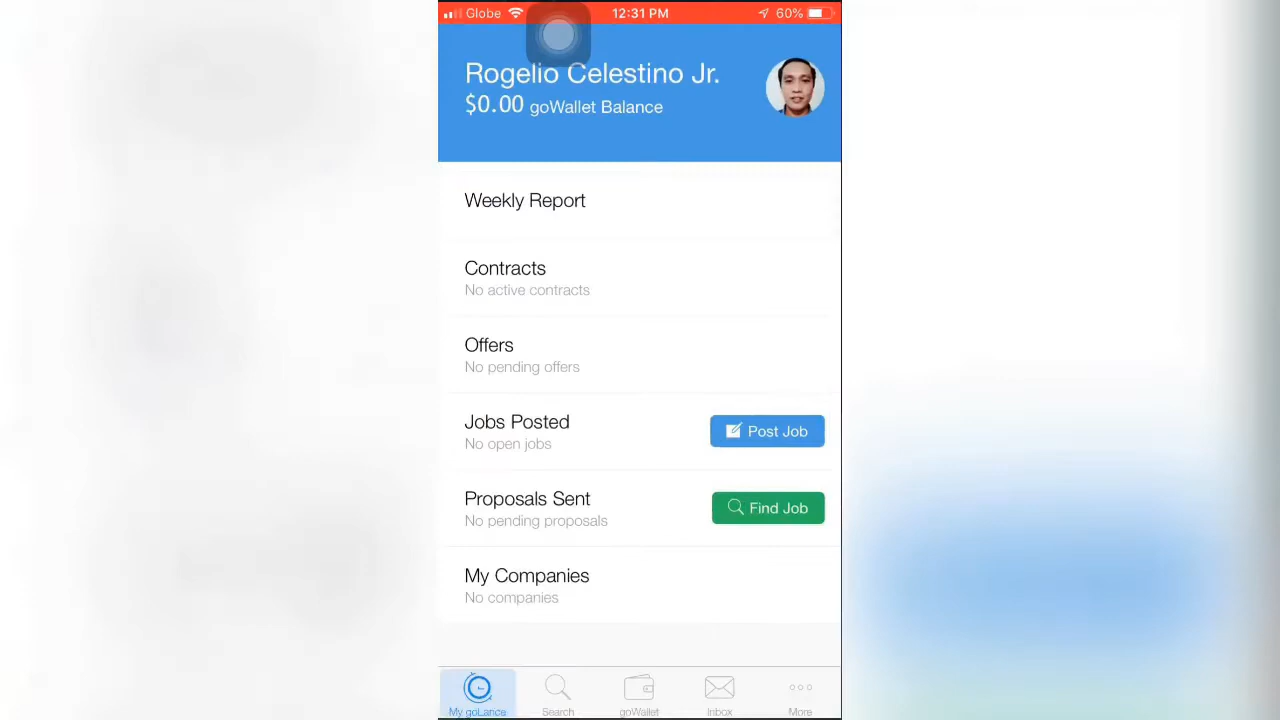 Globe 12:31 PM 60%
Rogelio Celestino Jr.
$0.00 goWallet Balance
Weekly Report
Contracts
No active contracts
Offers
No pending offers
Jobs Posted
No open jobs
Post Job
Proposals Sent
No pending proposals
Find Job
My Companies
No companies
My goLance Search goWallet Inbox More